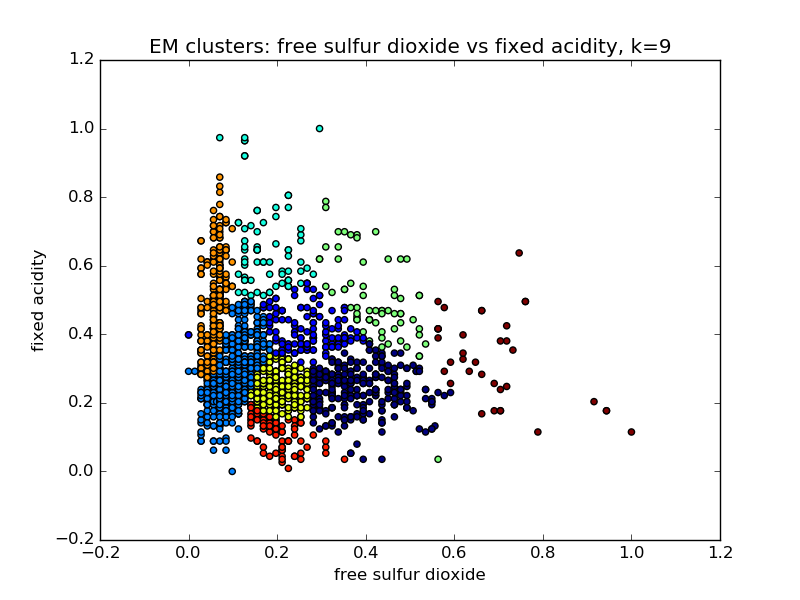 EM clusters: free sulfur dioxide vs fixed acidity, k=9
1.2
1.0
0.8
0.6
0.4
0.2
0.0
−0.2
fixed acidity
−0.2 0.0 0.2 0.4 0.6 0.8 1.0 1.2
free sulfur dioxide